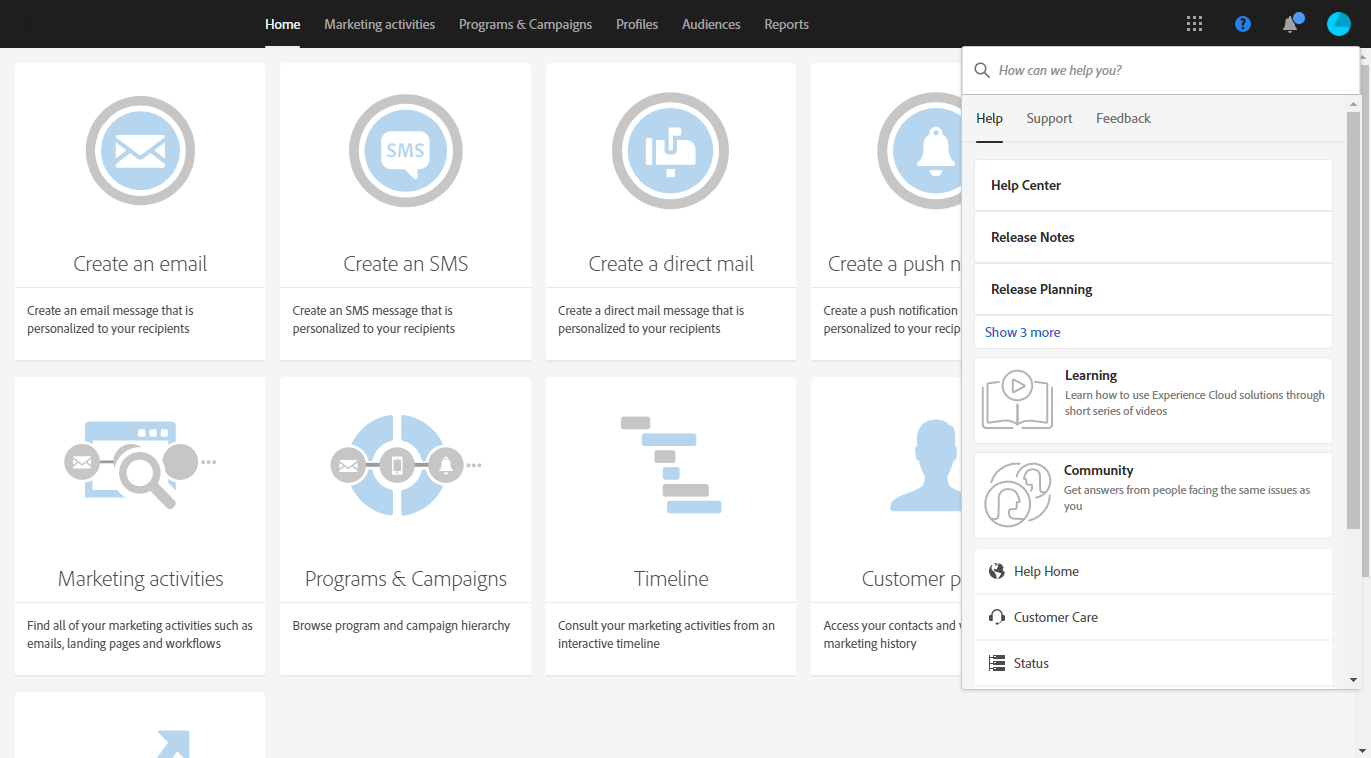 Home
Marketing activities
Programs & Campaigns
Profiles
Audiences
Reports
?
How can we help you?
Help
Support
Feedback
Help Center
Release Notes
Release Planning
Show 3 more
Learning
Learn how to use Experience Cloud solutions through
short series of videos
Community
Get answers from people facing the same issues as
you
Help Home
Customer Care
Status
Create an email
Create an email message that is
personalized to your recipients
SMS
Create an SMS
Create an SMS message that is
personalized to your recipients
Create a direct mail
Create a direct mail message that is
personalized to your recipients
Create a push n
Create a push notification
personalized to your recip
Marketing activities
Find all of your marketing activities such as
emails, landing pages and workflows
Programs & Campaigns
Browse program and campaign hierarchy
Timeline
Consult your marketing activities from an
interactive timeline
Customer p
Access your contacts and
marketing history